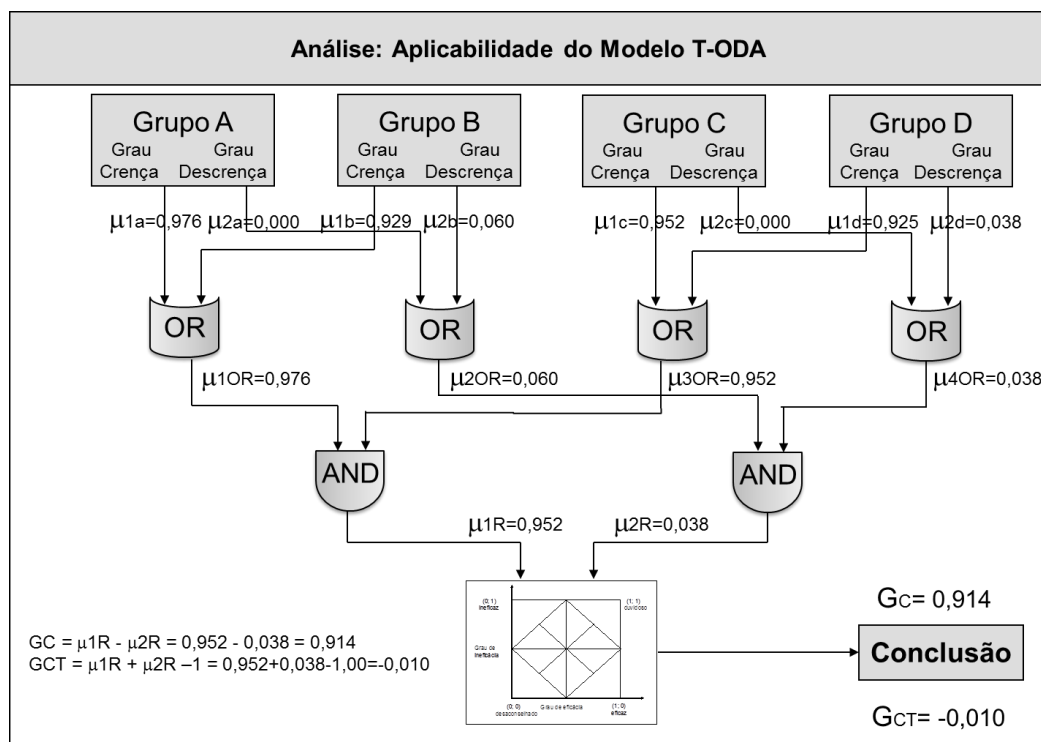 Análise: Aplicabilidade do Modelo T-ODA
Grupo A
Grau Grau
Crença Descrença
Grupo B
Grau Grau
Crença Descrença
Grupo C
Grau Grau
Crença Descrença
Grupo D
Grau Grau
Crença Descrença
μ1a=0,976 μ2a=0,000 μ1b=0,929 μ2b=0,060 μ1c=0,952 μ2c=0,000 μ1d=0,925 μ2d=0,038
OR OR OR OR
μ1OR=0,976 μ2OR=0,060 μ3OR=0,952 μ4OR=0,038
AND AND
μ1R=0,952 μ2R=0,038
GC = μ1R - μ2R = 0,952 - 0,038 = 0,914
GCT = μ1R + μ2R –1 = 0,952+0,038-1,00=-0,010
(0; 1)
ineficaz
(1; 1)
duvidoso
Grau de
ineficácia
(0; 0)
desaconselhado
Grau de eficácia
(1; 0)
eficaz
GC= 0,914
Conclusão
GCT= -0,010